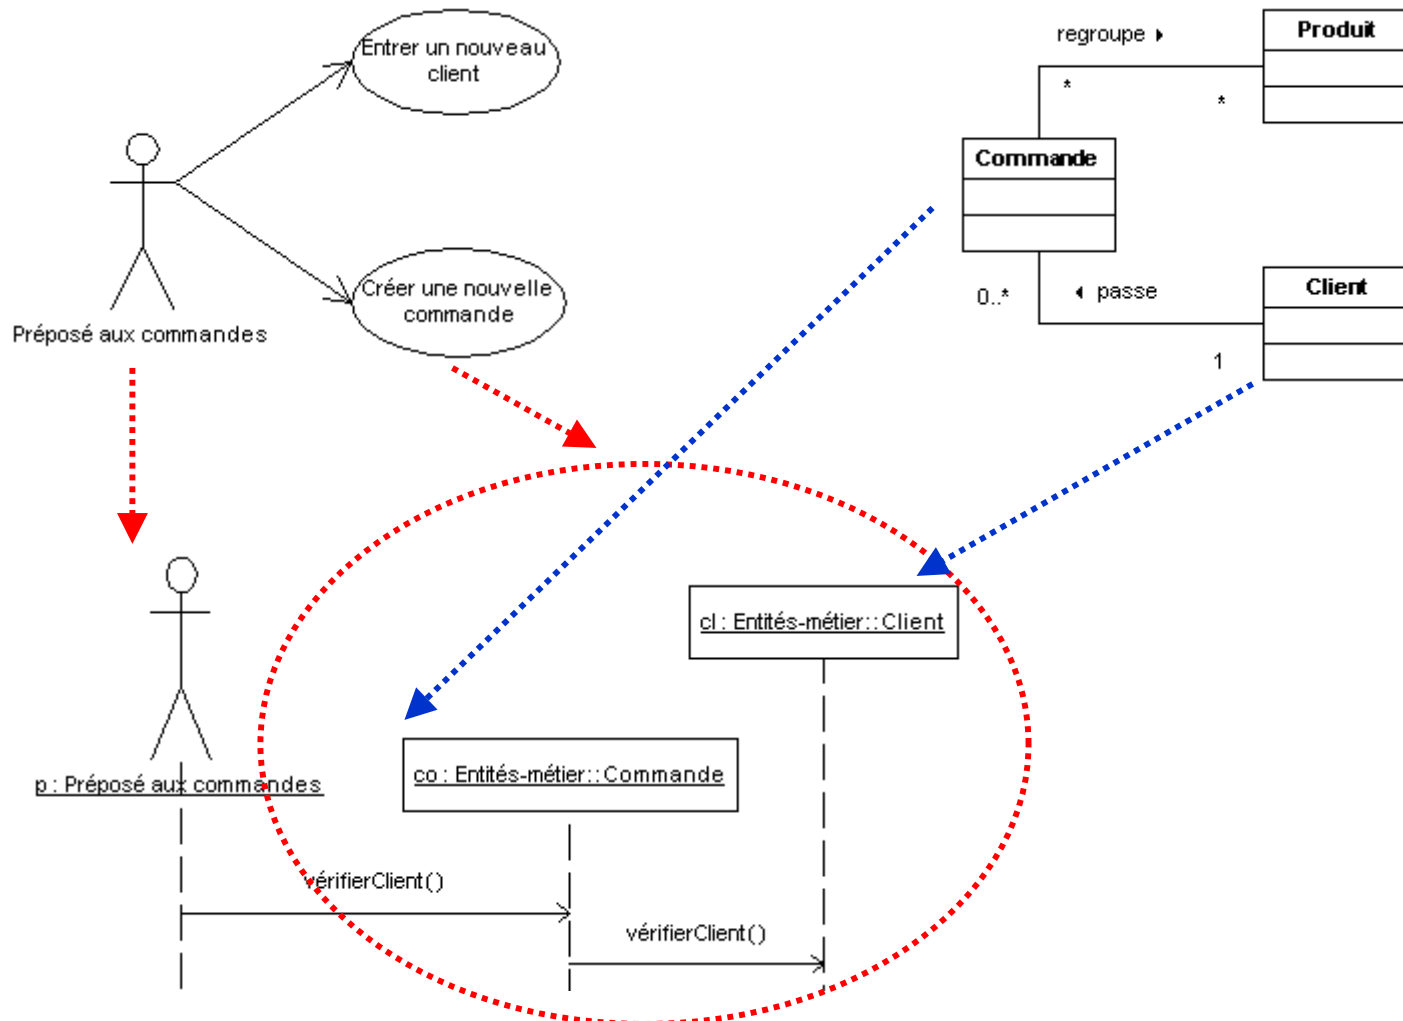 Entrer un nouveau
client
Créer une nouvelle
commande
Préposé aux commandes
regroupe
Produit
*
*
Commande
0..*
passe
Client
1
cl : Entités-métier::Client
co : Entités-métier::Commande
p : Préposé aux commandes
vérifierClient()
vérifierClient()